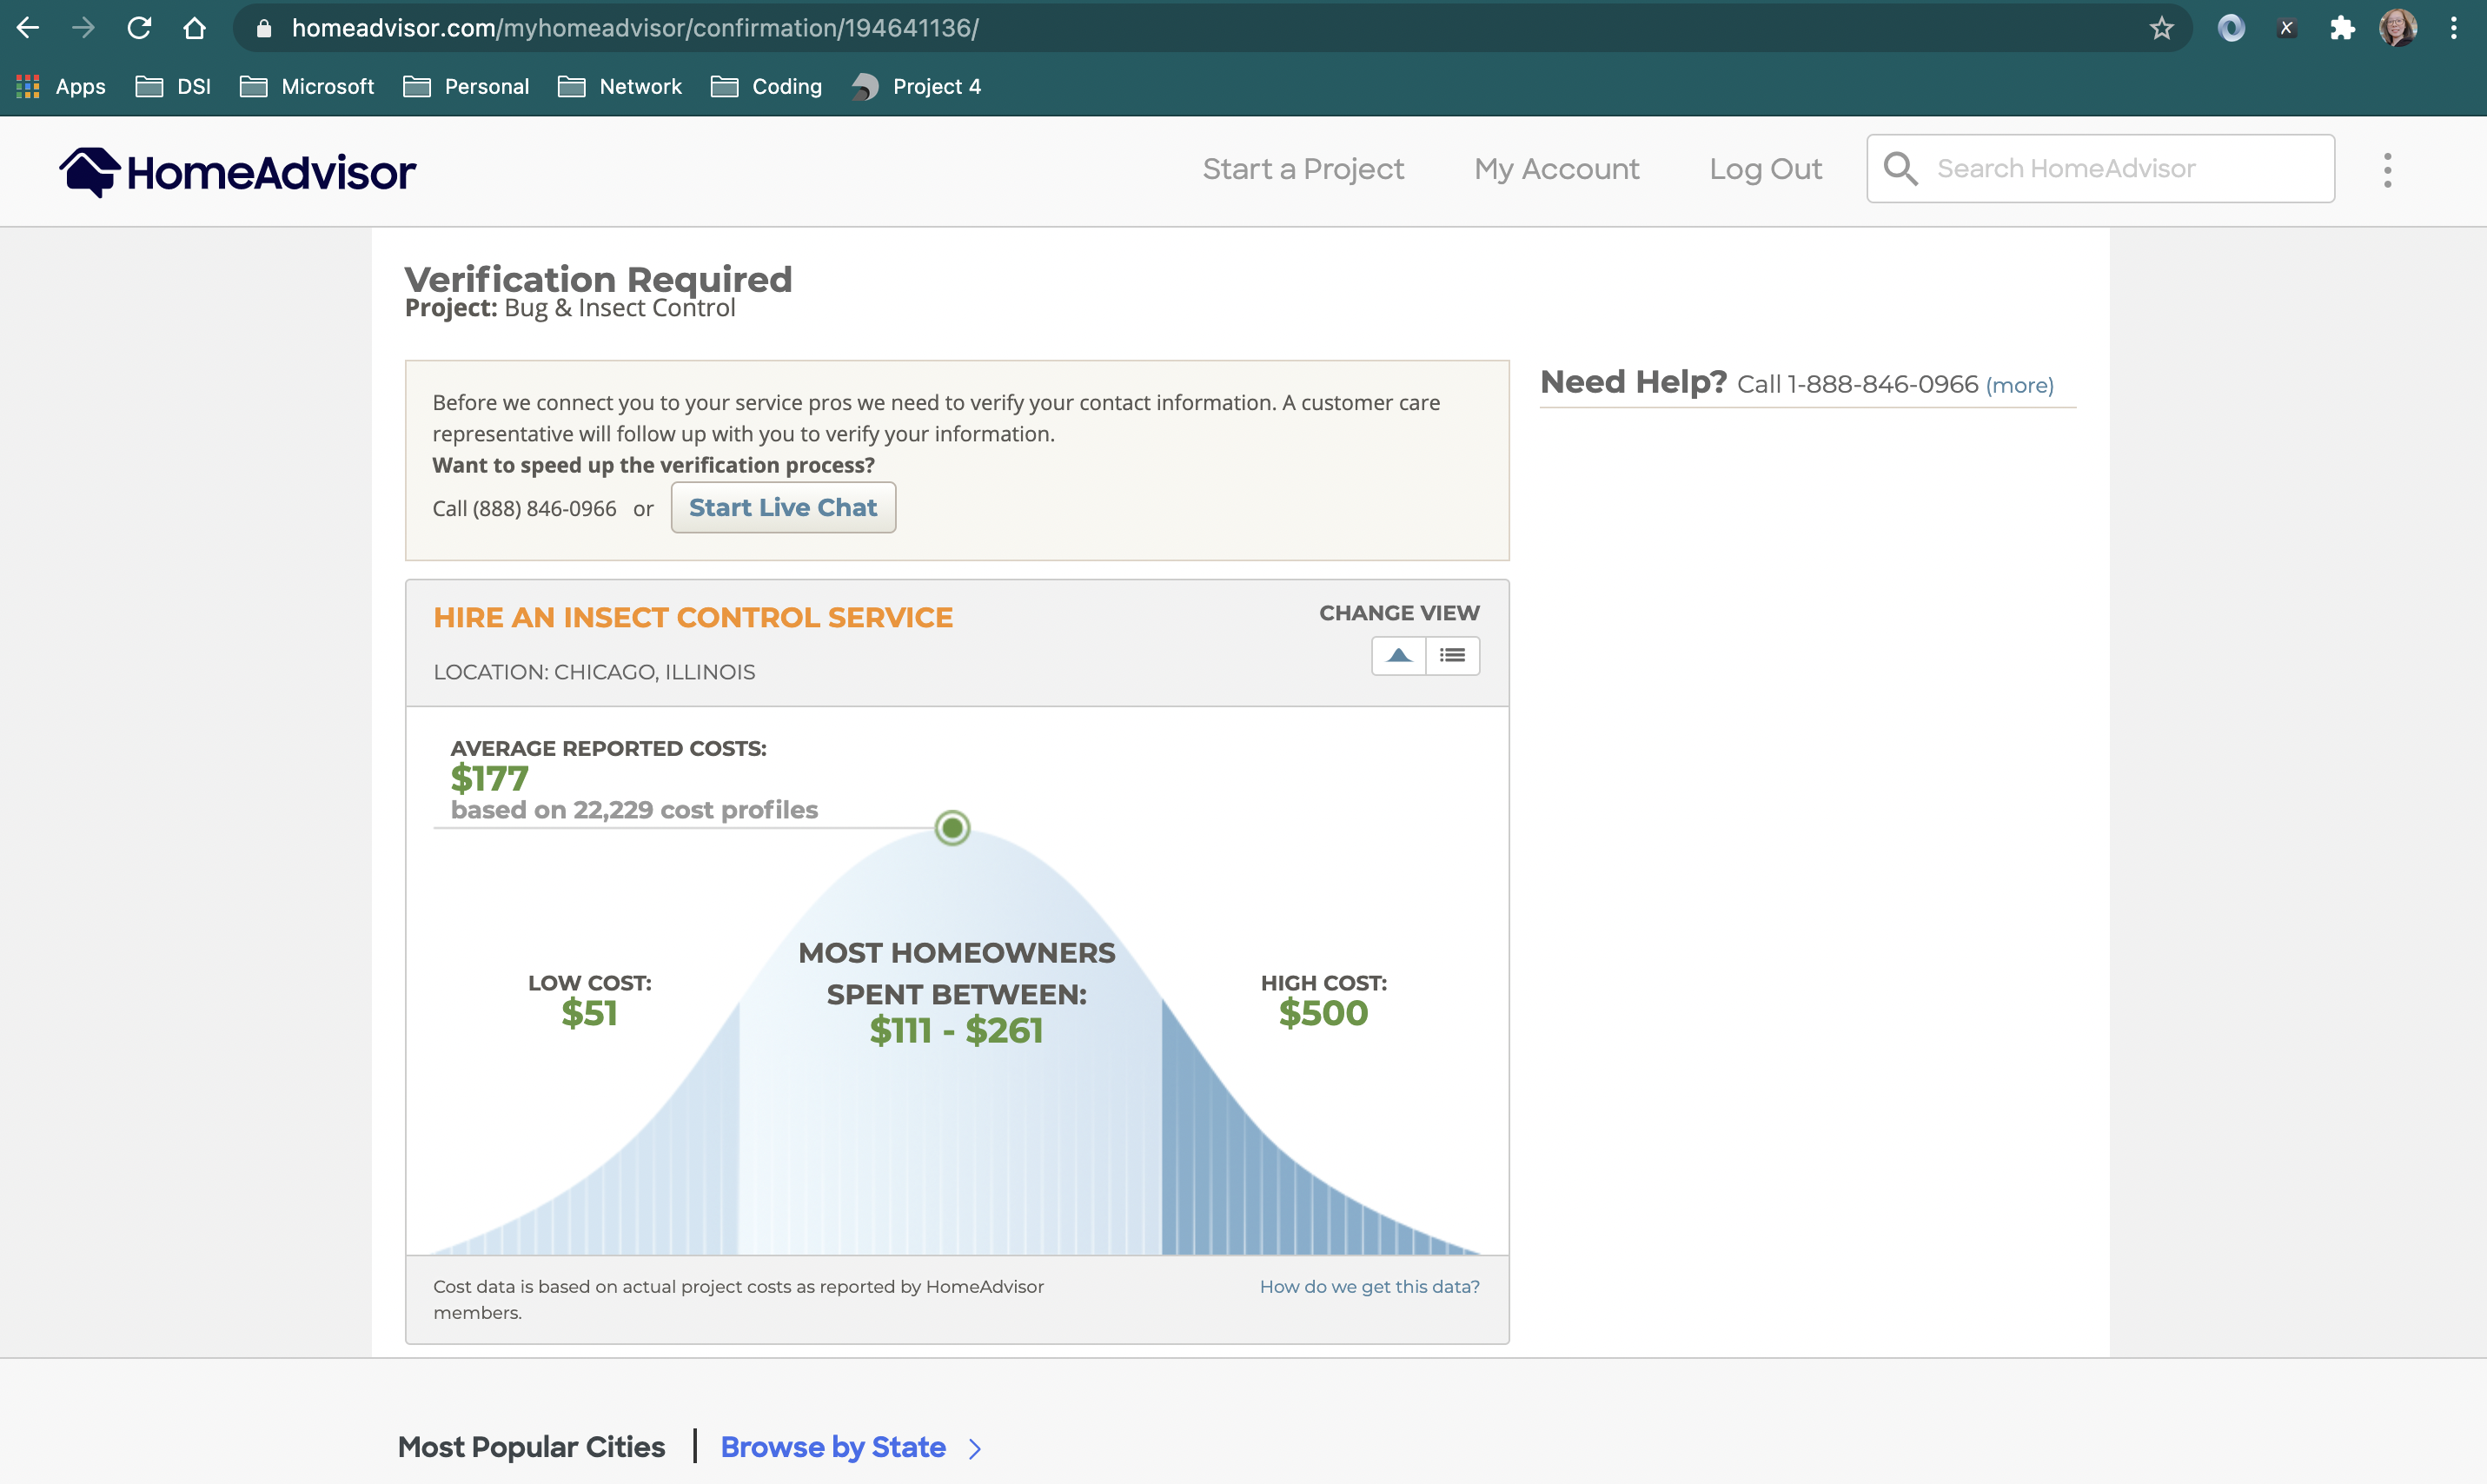 homeadvisor.com/myhomeadvisor/confirmation/194641136/
X
Apps DSI Microsoft Personal Network Coding Project 4
HomeAdvisor
Start a Project My Account Log Out Search HomeAdvisor
Verification Required
Project: Bug & Insect Control
Before we connect you to your service pros we need to verify your contact information. A customer care
representative will follow up with you to verify your information.
Want to speed up the verification process?
Call (888) 846-0966 or Start Live Chat
Need Help? Call 1-888-846-0966 (more)
HIRE AN INSECT CONTROL SERVICE
CHANGE VIEW
LOCATION: CHICAGO, ILLINOIS
AVERAGE REPORTED COSTS:
$177
based on 22,229 cost profiles
LOW COST:
$51
MOST HOMEOWNERS
SPENT BETWEEN:
$111 - $261
HIGH COST:
$500
Cost data is based on actual project costs as reported by HomeAdvisor
members.
How do we get this data?
Most Popular Cities | Browse by State >